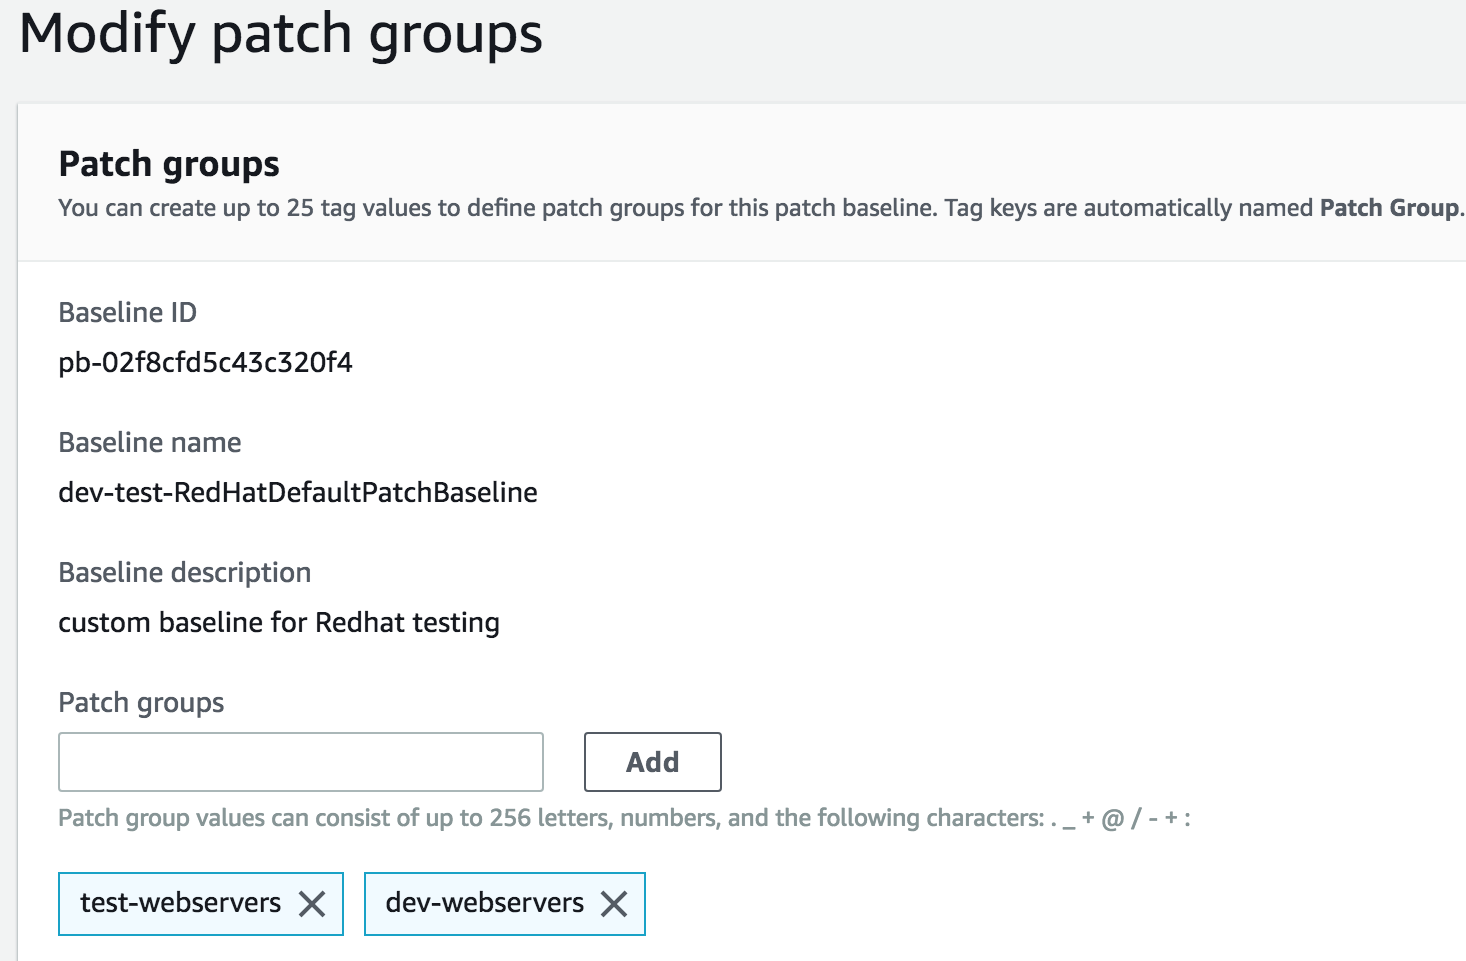 Modify patch groups
Patch groups
You can create up to 25 tag values to define patch groups for this patch baseline. Tag keys are automatically named Patch Group.
Baseline ID
pb-02f8cfd5c43c320f4
Baseline name
dev-test-RedHatDefaultPatchBaseline
Baseline description
custom baseline for Redhat testing
Patch groups
Add
Patch group values can consist of up to 256 letters, numbers, and the following characters: . _ + @ / - + :
test-webservers
dev-webservers